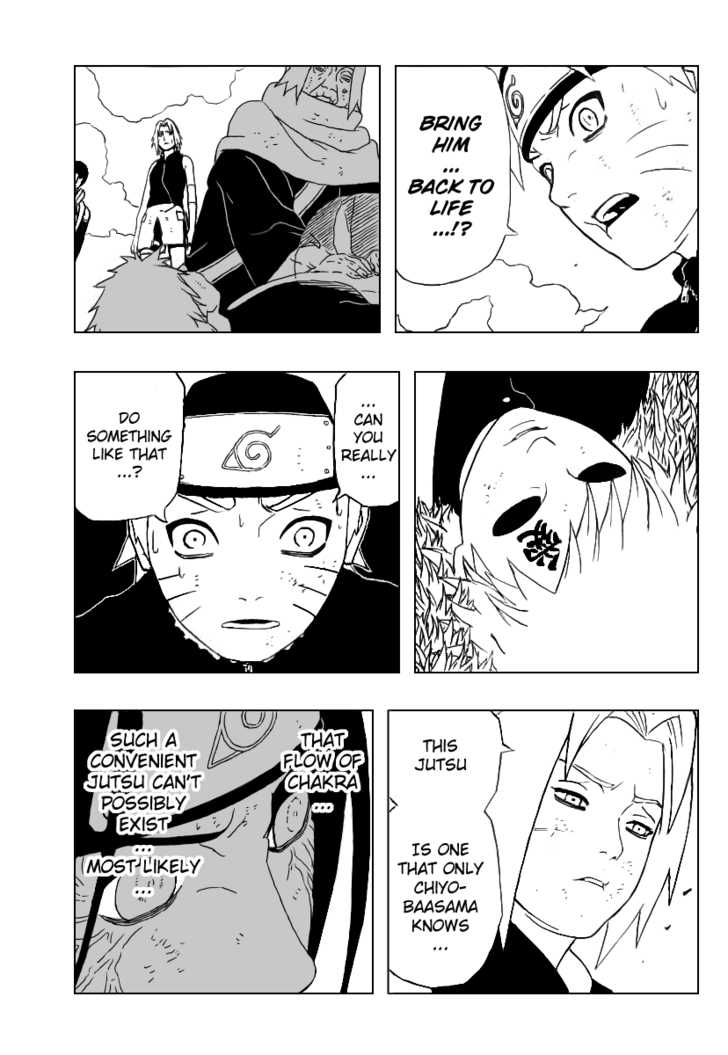 BRING
HIM
...
BACK TO
LIFE
...!?
...
CAN
YOU
REALLY
...
DO
SOMETHING
LIKE THAT
...?
THIS
JUTSU
IS ONE
THAT ONLY
CHIYO-
BAASAMA
KNOWS
...
THAT
FLOW OF
CHAKRA
...
SUCH A
CONVENIENT
JUTSU CAN'T
POSSIBLY
EXIST
...
MOST LIKELY
...